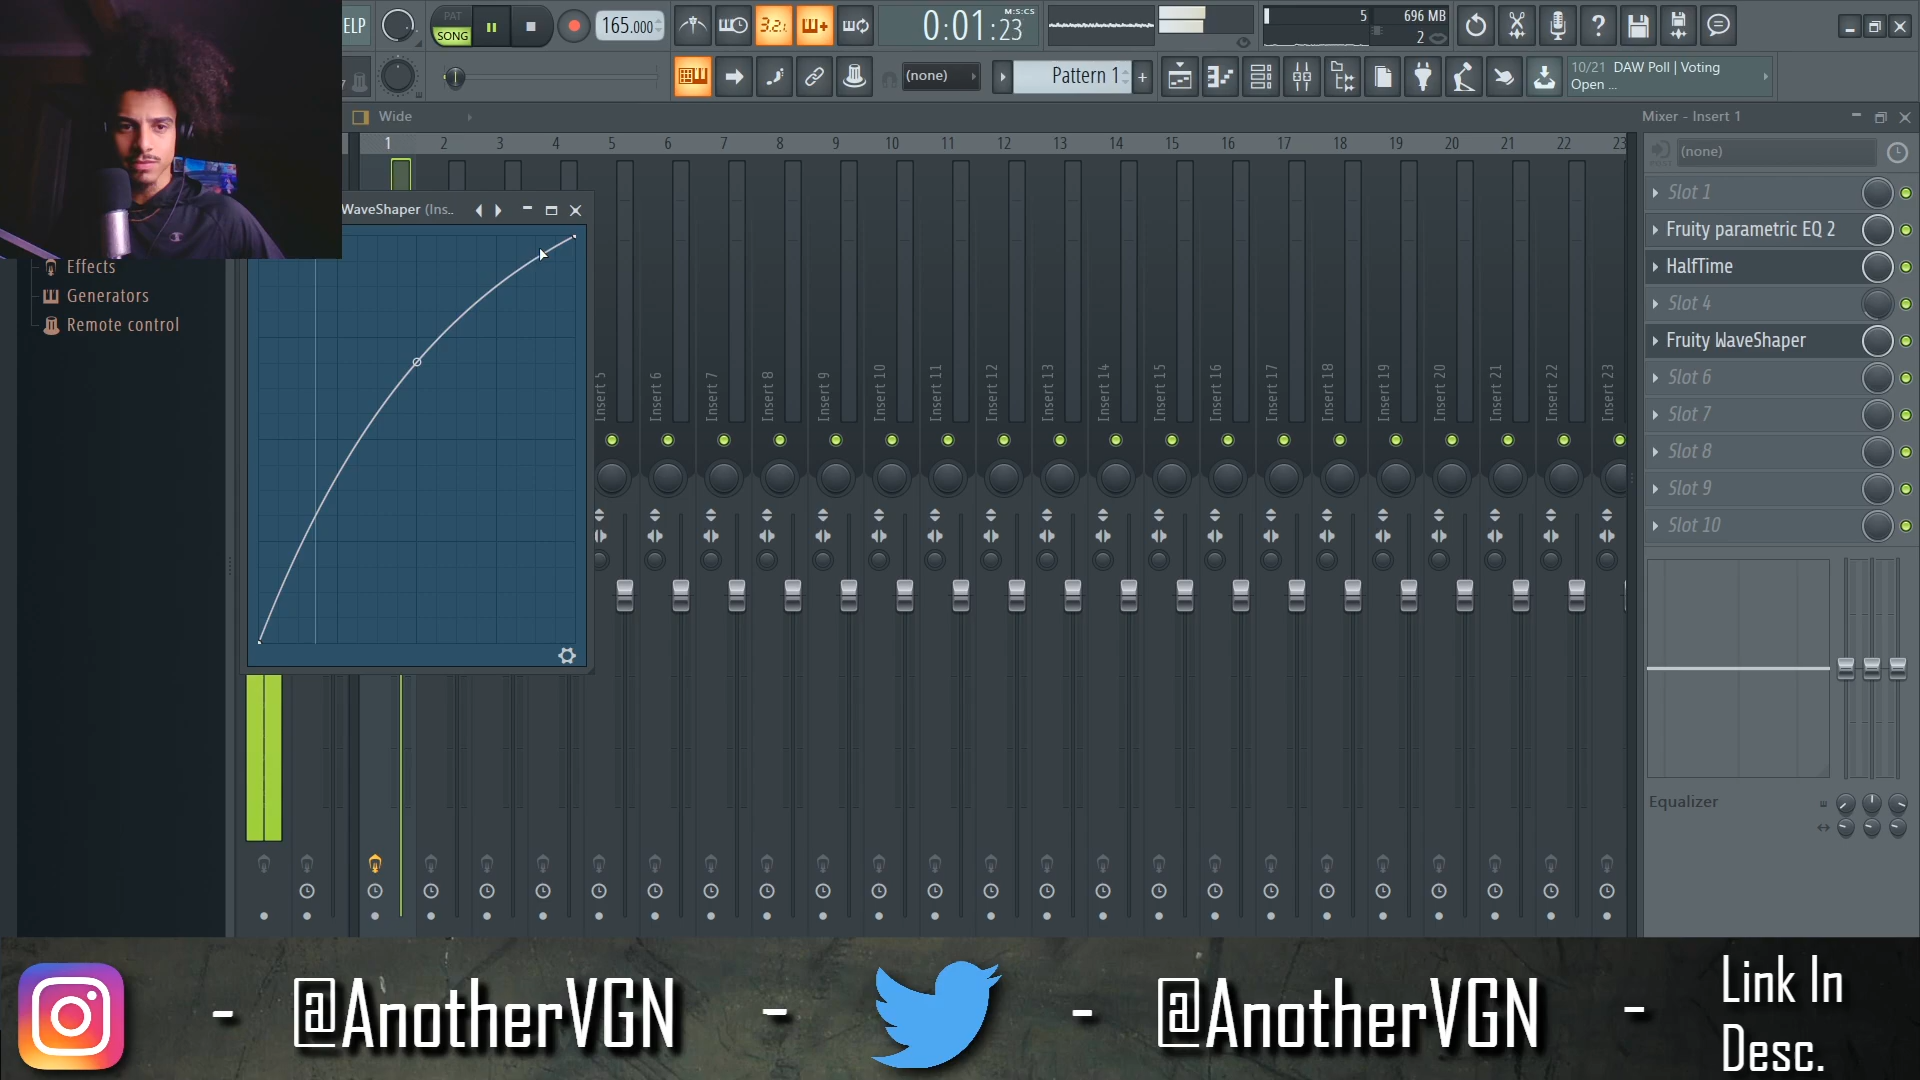 ELP
PAT
SONG
165.000
3.2.
0:01:23
M:S:CS
5
696 MB
2
(none)
Pattern 1
+
10/21 DAW Poll | Voting
Open ...
Wide
Mixer - Insert 1
1 2 3 4 5 6 7 8 9 10 11 12 13 14 15 16 17 18 19 20 21 22 23
(none)
WaveShaper (Ins..
Slot 1
Fruity parametric EQ 2
HalfTime
Slot 4
Fruity WaveShaper
Slot 6
Slot 7
Slot 8
Slot 9
Slot 10
Effects
Generators
Remote control
Insert 5
Insert 6
Insert 7
Insert 8
Insert 9
Insert 10
Insert 11
Insert 12
Insert 13
Insert 14
Insert 15
Insert 16
Insert 17
Insert 18
Insert 19
Insert 20
Insert 21
Insert 22
Insert 23
Equalizer
- @AnotherVGN - - @AnotherVGN - Link In
Desc.